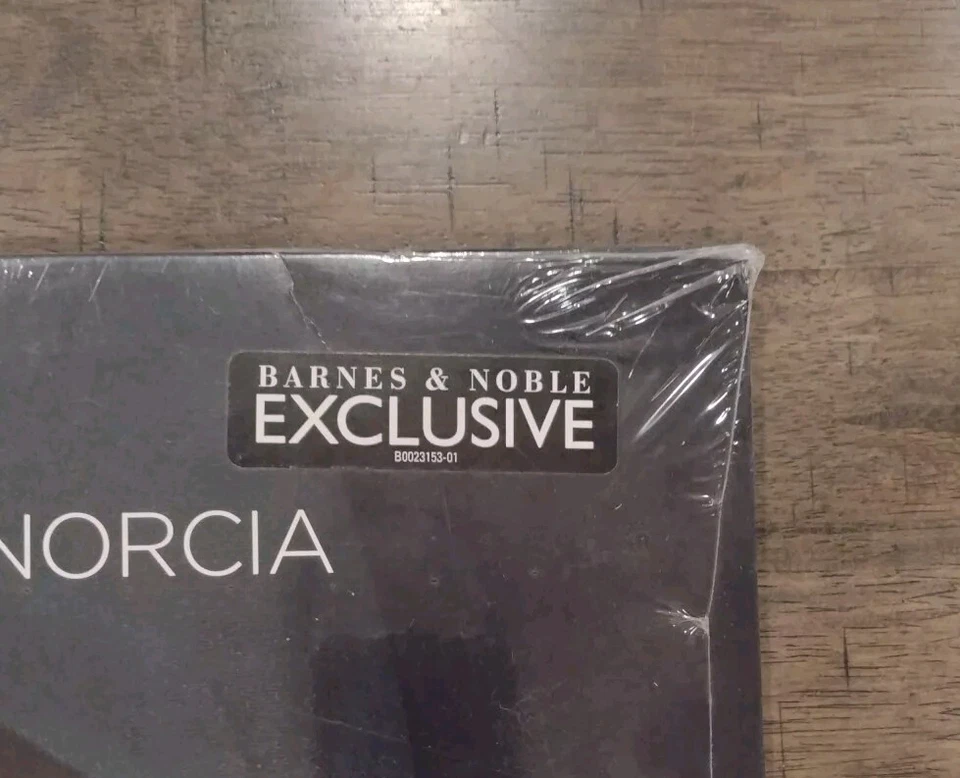 BARNES & NOBLE
EXCLUSIVE
B0023153-01
NORCIA